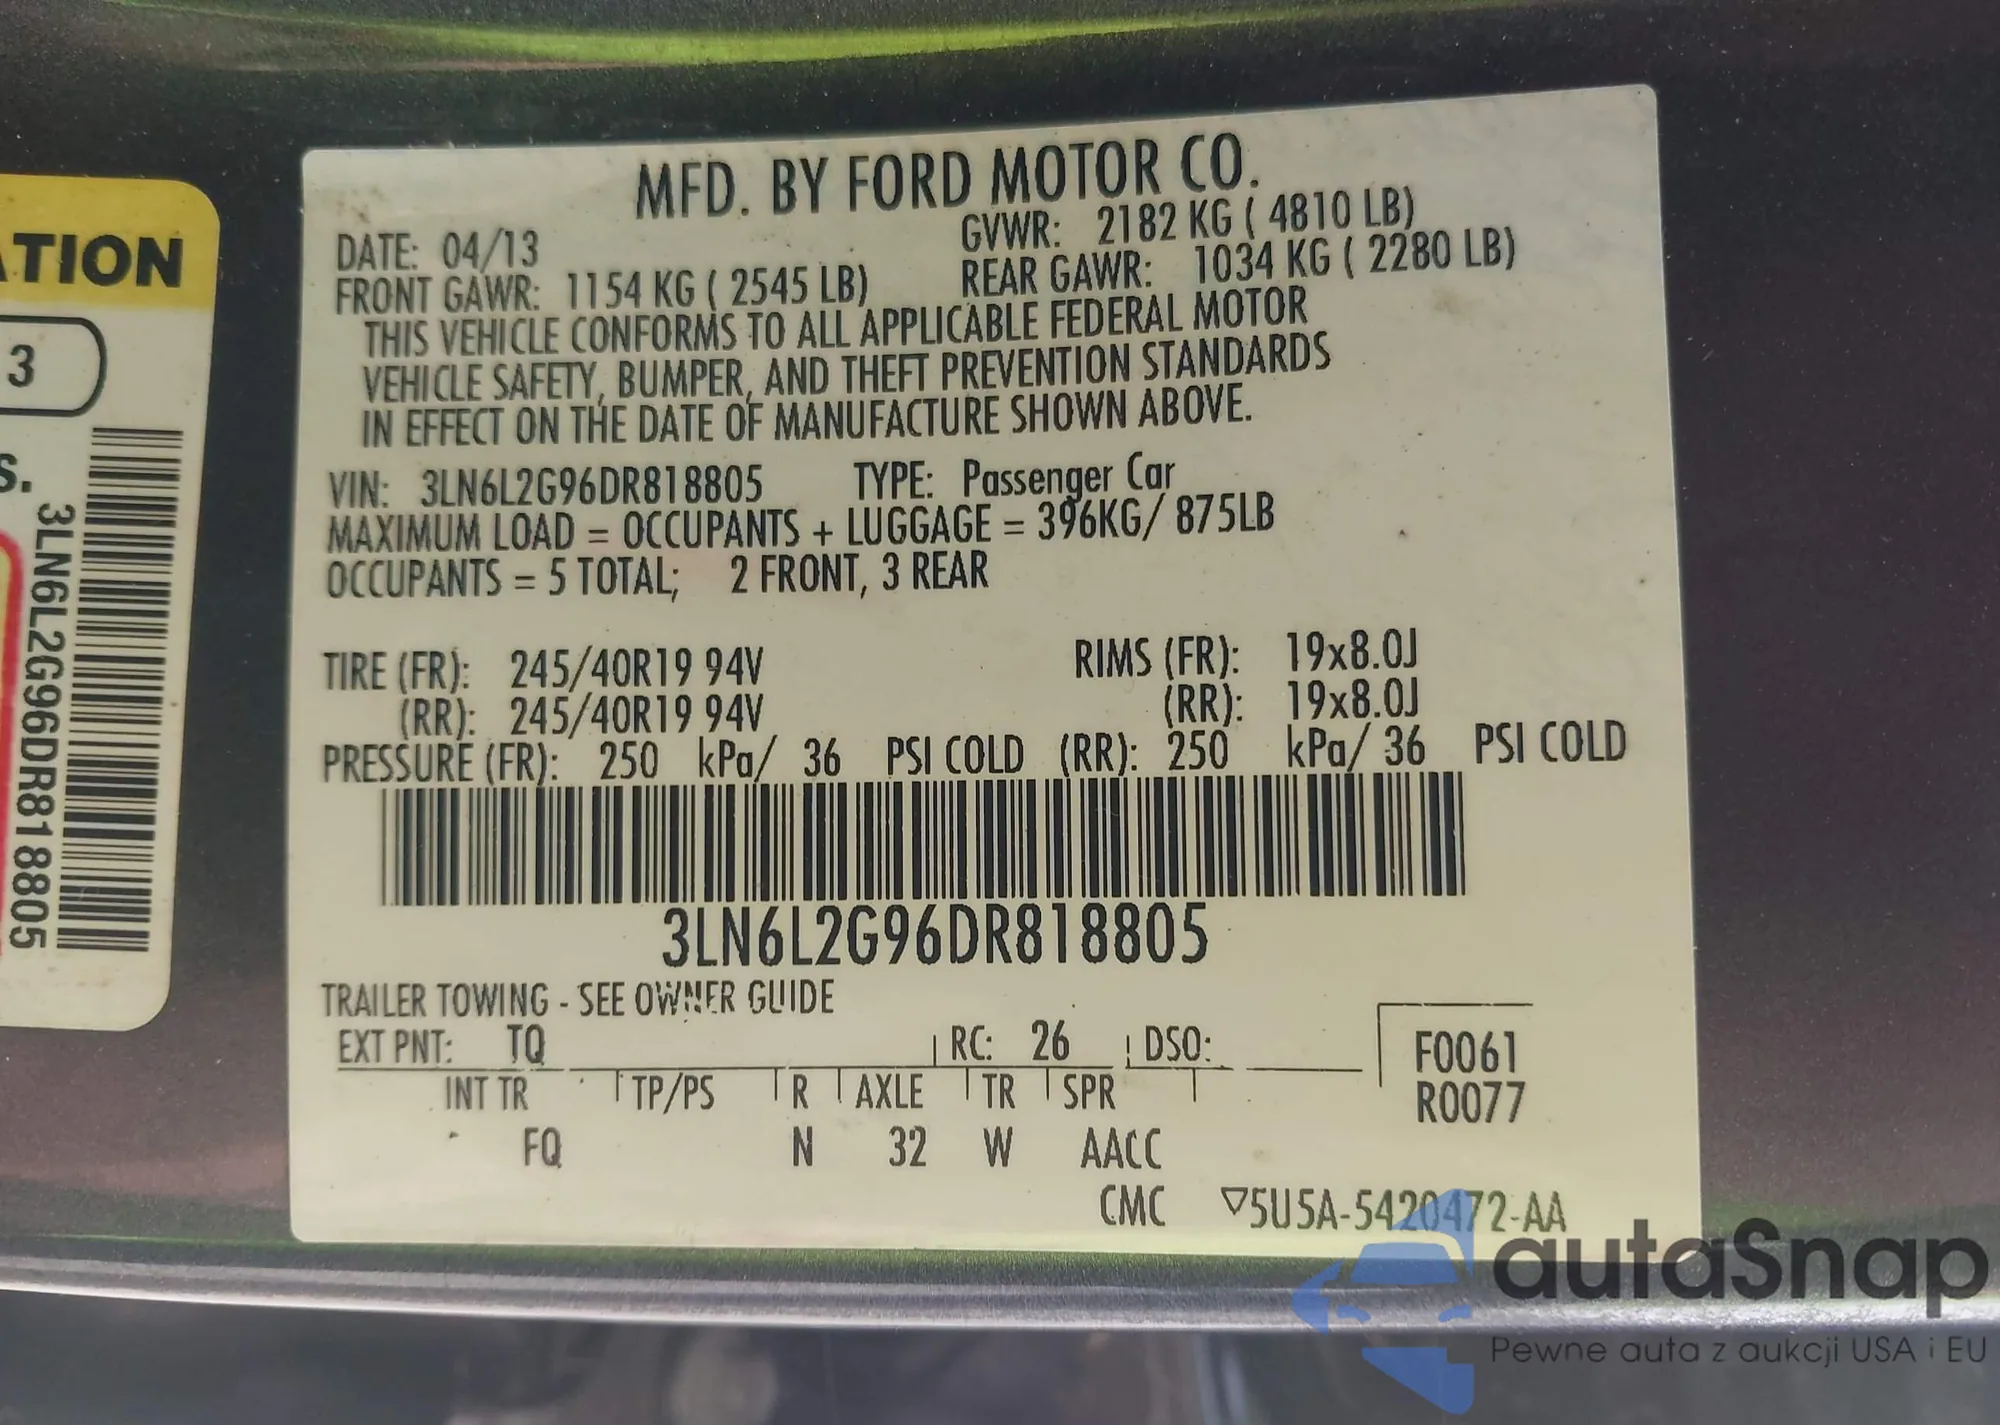 ATION
3
S.
3LN6L2G96DR818805
MFD. BY FORD MOTOR CO.
DATE: 04/13 GVWR: 2182 KG ( 4810 LB)
FRONT GAWR: 1154 KG ( 2545 LB) REAR GAWR: 1034 KG ( 2280 LB)
THIS VEHICLE CONFORMS TO ALL APPLICABLE FEDERAL MOTOR
VEHICLE SAFETY, BUMPER, AND THEFT PREVENTION STANDARDS
IN EFFECT ON THE DATE OF MANUFACTURE SHOWN ABOVE.
VIN: 3LN6L2G96DR818805 TYPE: Passenger Car
MAXIMUM LOAD = OCCUPANTS + LUGGAGE = 396KG/ 875LB
OCCUPANTS = 5 TOTAL; 2 FRONT, 3 REAR
TIRE (FR): 245/40R19 94V RIMS (FR): 19x8.0J
(RR): 245/40R19 94V (RR): 19x8.0J
PRESSURE (FR): 250 kPa/ 36 PSI COLD (RR): 250 kPa/ 36 PSI COLD
3LN6L2G96DR818805
TRAILER TOWING - SEE OWNER GUIDE
EXT PNT: TQ RC: 26 DSO: F0061
INT TR TP/PS R AXLE TR SPR R0077
FQ N 32 W AACC
CMC ▽5U5A-5420472-AA
autaSnap
Pewne auta z aukcji USA i EU